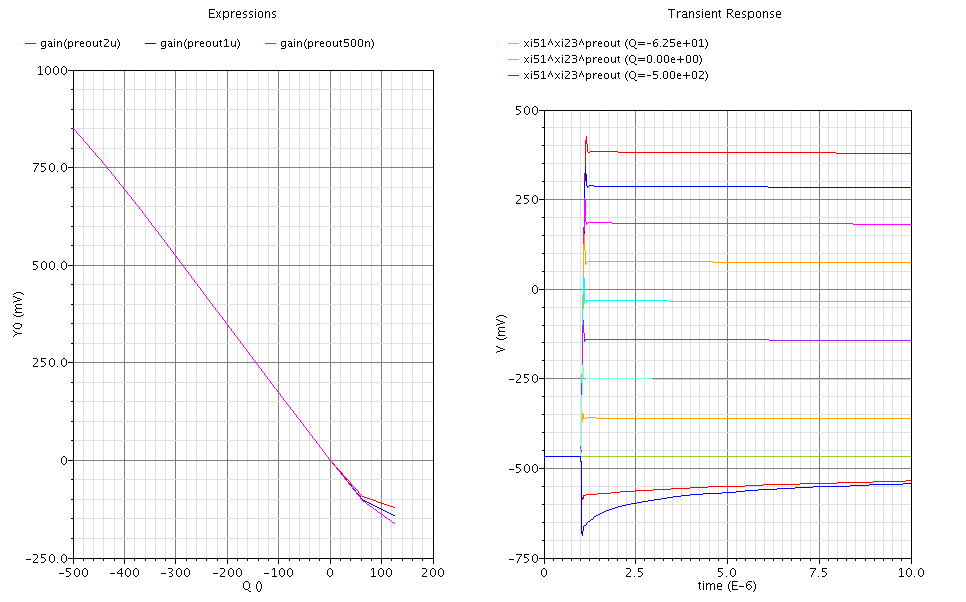 Expressions
gain(preout2u) gain(preout1u) gain(preout500n)
1000
750.0
500.0
250.0
0
-250.0
Y0 (mV)
-500 -400 -300 -200 -100 0 100 200
Q ()
Transient Response
xi51^xi23^preout (Q=-6.25e+01)
xi51^xi23^preout (Q=0.00e+00)
xi51^xi23^preout (Q=-5.00e+02)
500
250
0
-250
-500
-750
V (mV)
0 2.5 5.0 7.5 10.0
time (E-6)